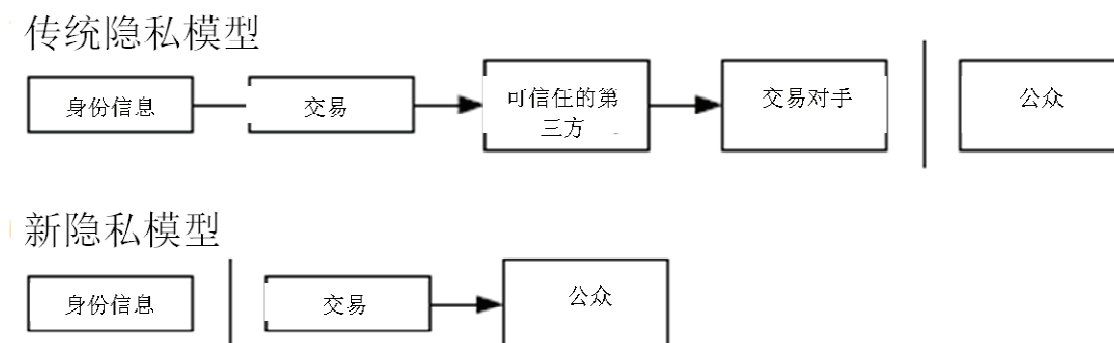 传统隐私模型
身份信息
交易
可信任的第
三方
交易对手
公众
新隐私模型
身份信息
交易
公众